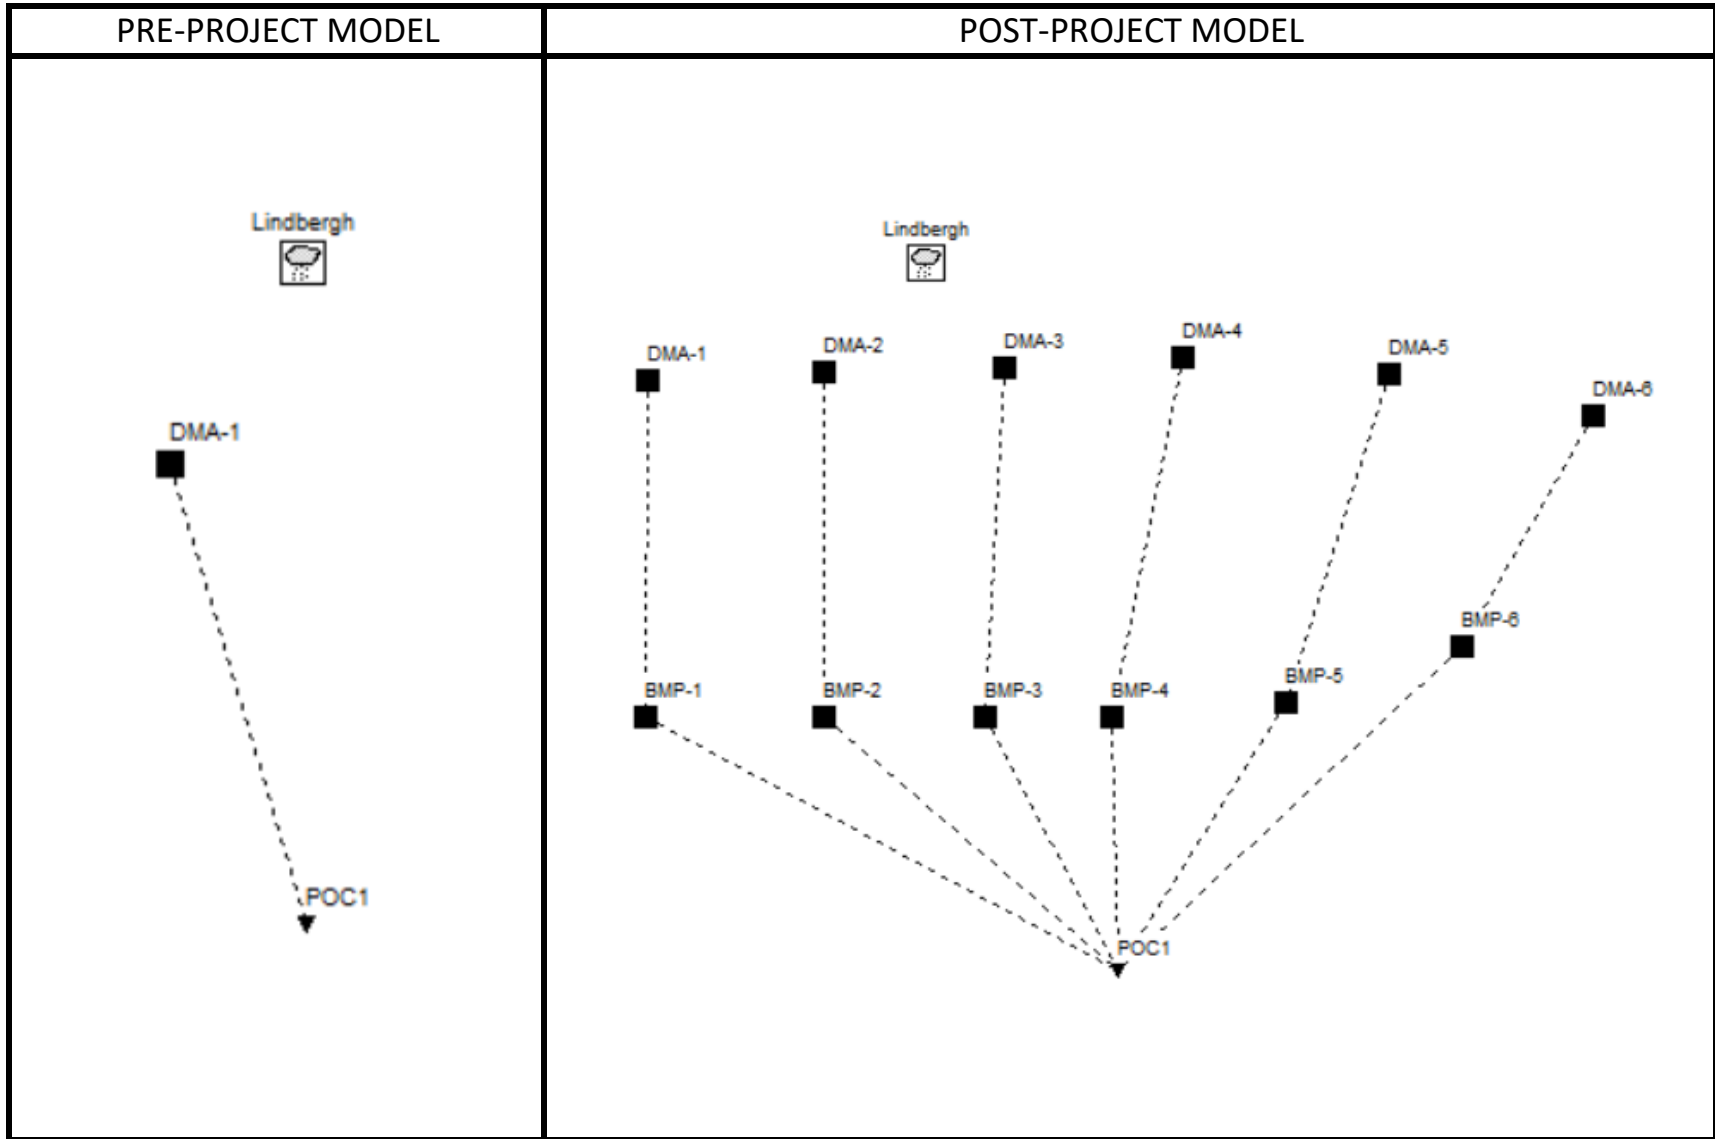 PRE-PROJECT MODEL
POST-PROJECT MODEL
Lindbergh
DMA-1
POC1
Lindbergh
DMA-1
DMA-2
DMA-3
DMA-4
DMA-5
DMA-6
BMP-1
BMP-2
BMP-3
BMP-4
BMP-5
BMP-6
POC1